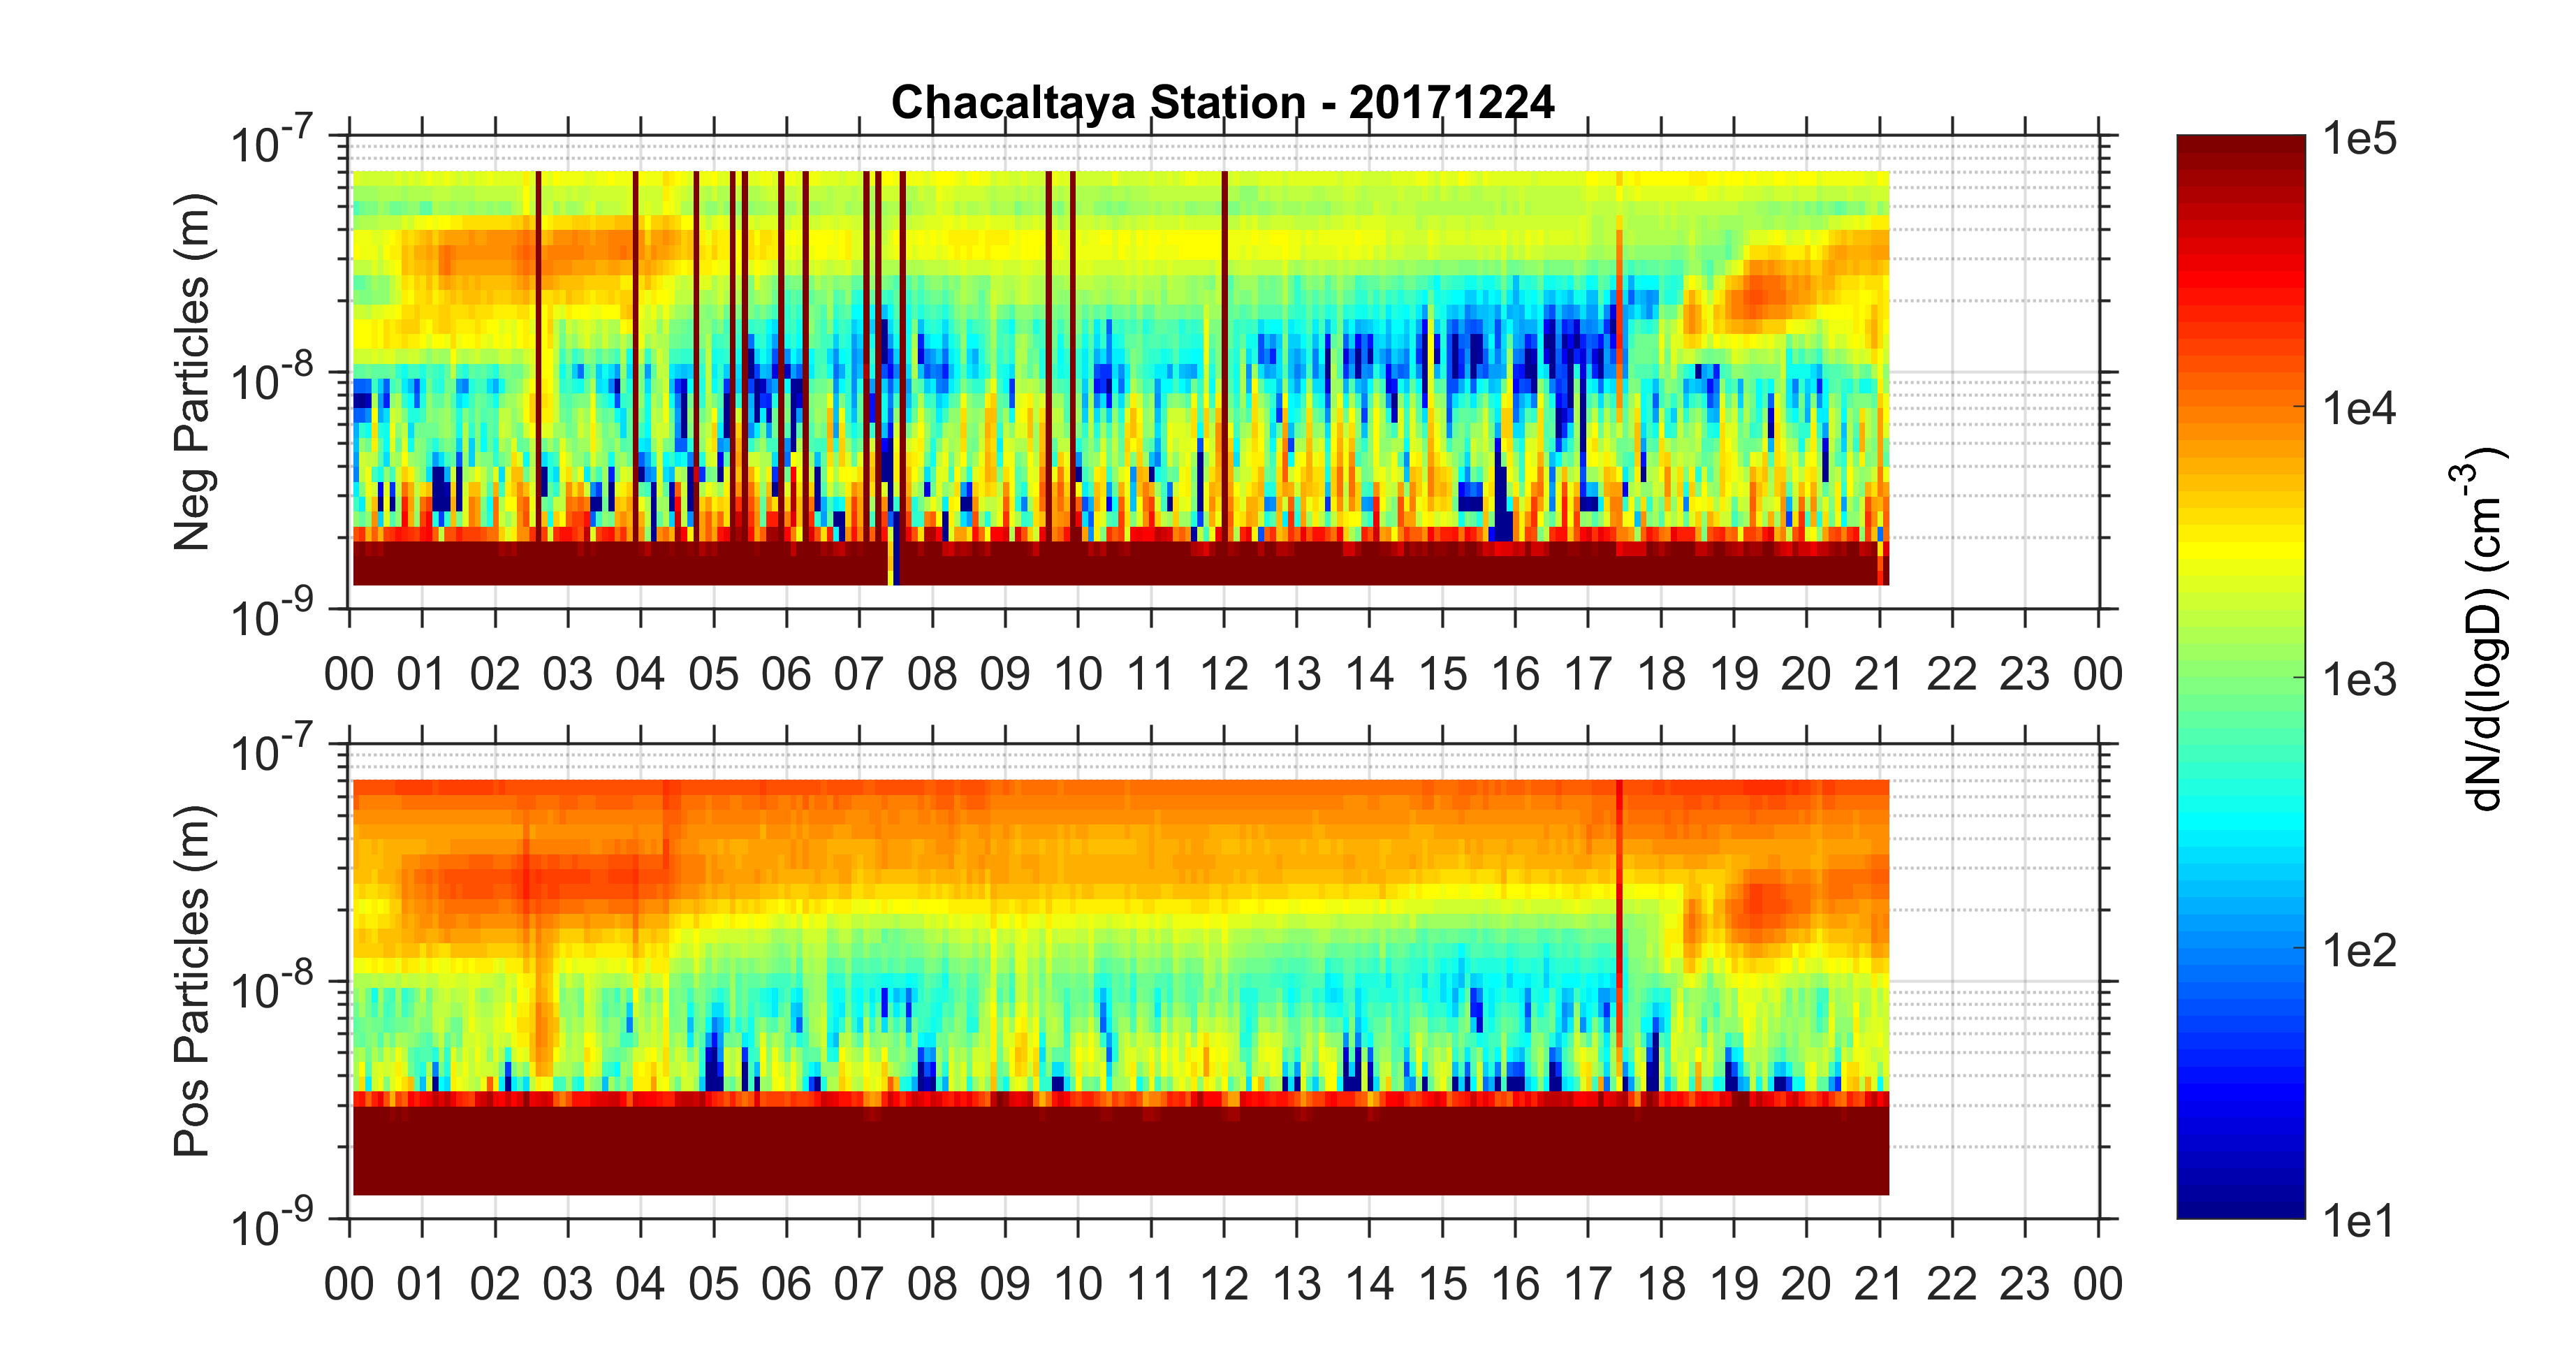 Chacaltaya Station - 20171224
Neg Particles (m)
10-7
10-8
10-9
00 01 02 03 04 05 06 07 08 09 10 11 12 13 14 15 16 17 18 19 20 21 22 23 00
Pos Particles (m)
10-7
10-8
10-9
00 01 02 03 04 05 06 07 08 09 10 11 12 13 14 15 16 17 18 19 20 21 22 23 00
1e5
1e4
1e3
1e2
1e1
dN/d(logD) (cm-3)